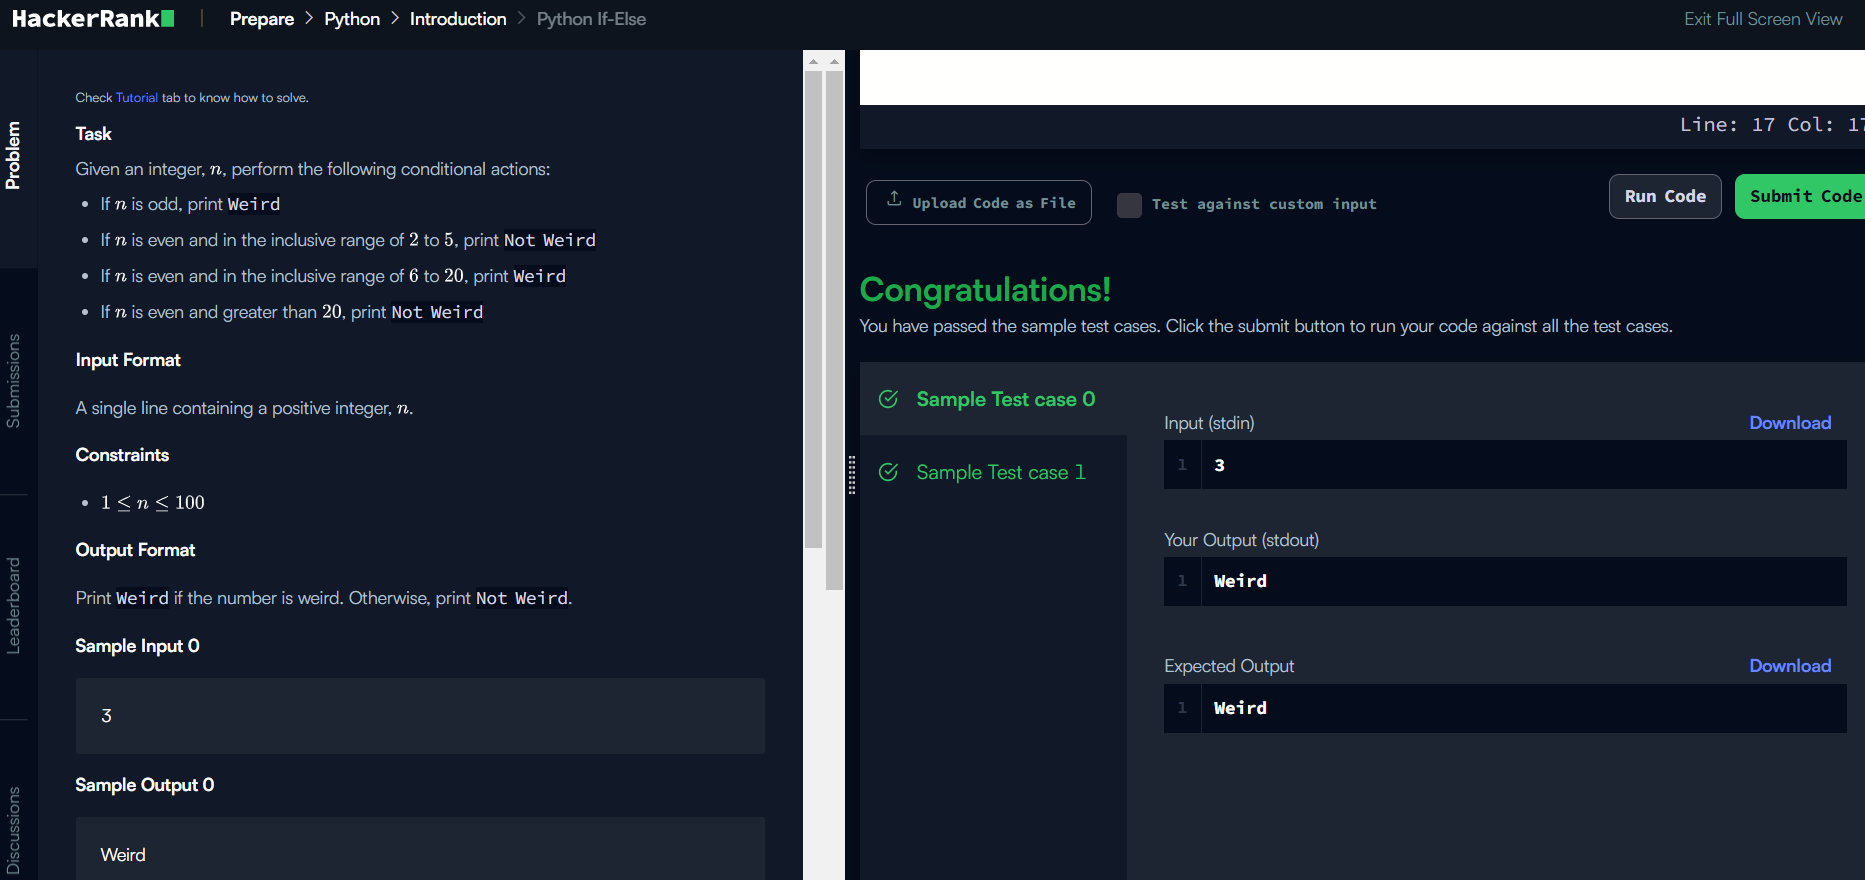 HackerRank | Prepare > Python > Introduction > Python If-Else
Exit Full Screen View
Problem
Submissions
Leaderboard
Discussions
Check Tutorial tab to know how to solve.
Task
Given an integer, n, perform the following conditional actions:
• If n is odd, print Weird
• If n is even and in the inclusive range of 2 to 5, print Not Weird
• If n is even and in the inclusive range of 6 to 20, print Weird
• If n is even and greater than 20, print Not Weird
Input Format
A single line containing a positive integer, n.
Constraints
• 1 ≤ n ≤ 100
Output Format
Print Weird if the number is weird. Otherwise, print Not Weird.
Sample Input 0
3
Sample Output 0
Weird
Line: 17 Col: 17
Upload Code as File
Test against custom input
Run Code
Submit Code
Congratulations!
You have passed the sample test cases. Click the submit button to run your code against all the test cases.
Sample Test case 0
Sample Test case 1
Input (stdin)
Download
1 3
Your Output (stdout)
1 Weird
Expected Output
Download
1 Weird